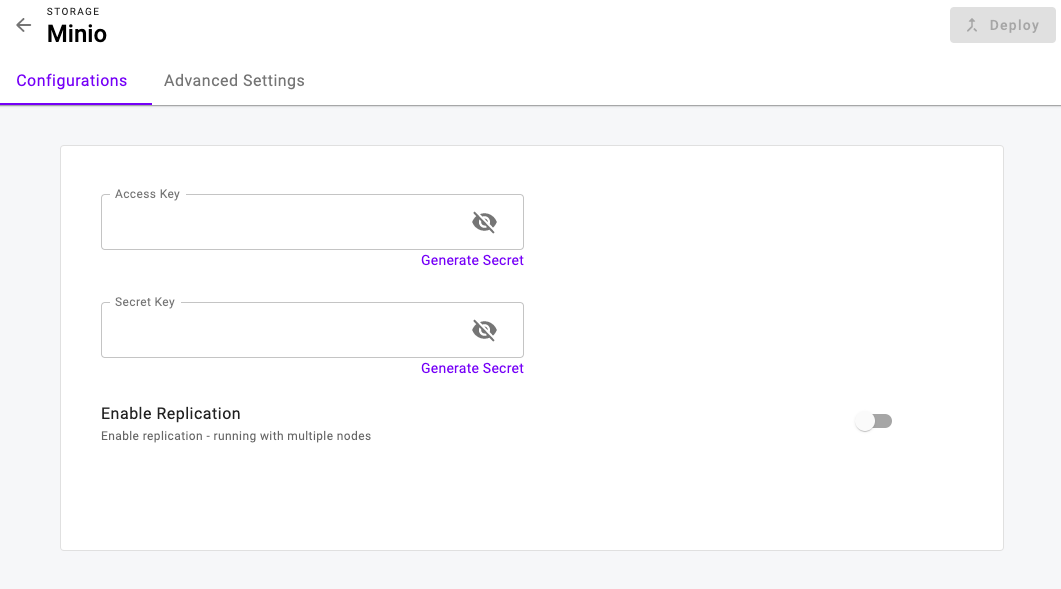 STORAGE
Minio
Deploy
Configurations
Advanced Settings
Access Key
Generate Secret
Secret Key
Generate Secret
Enable Replication
Enable replication - running with multiple nodes